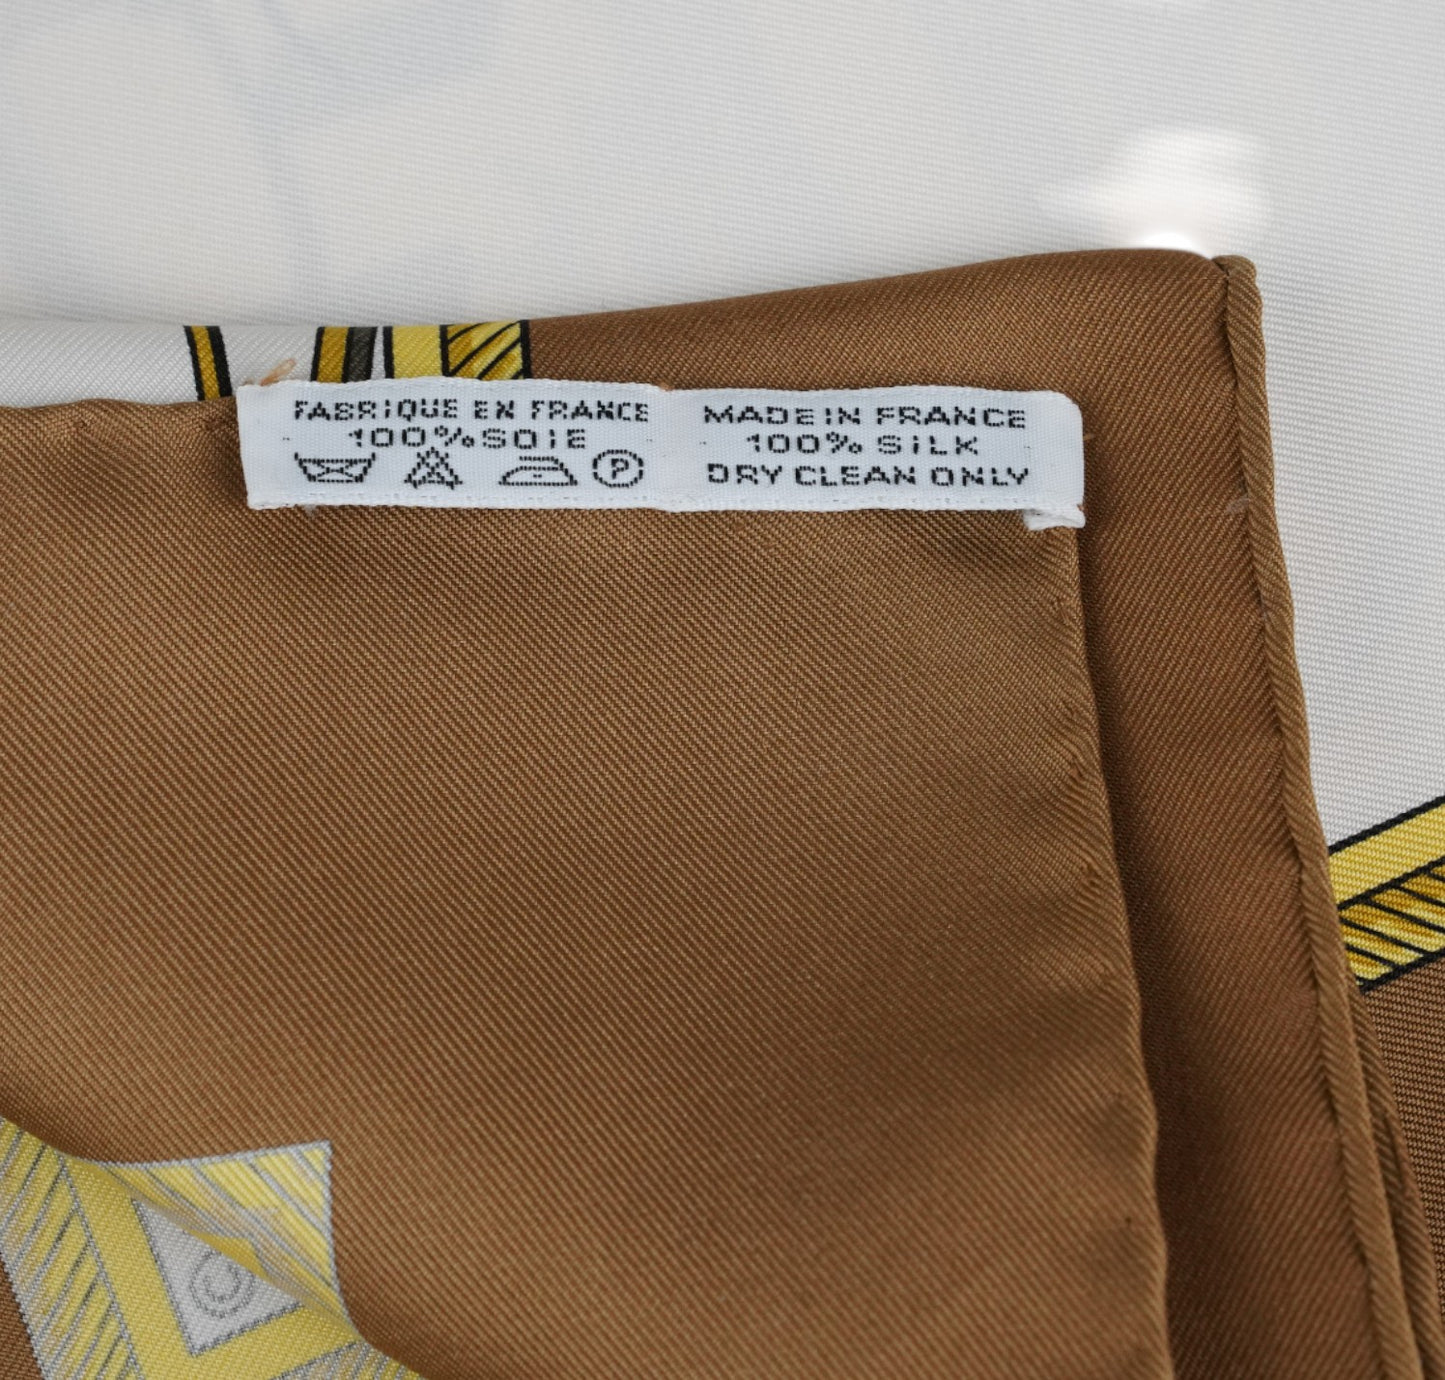 FABRIQUE EN FRANCE
100% SOIE
P
MADE IN FRANCE
100% SILK
DRY CLEAN ONLY
©